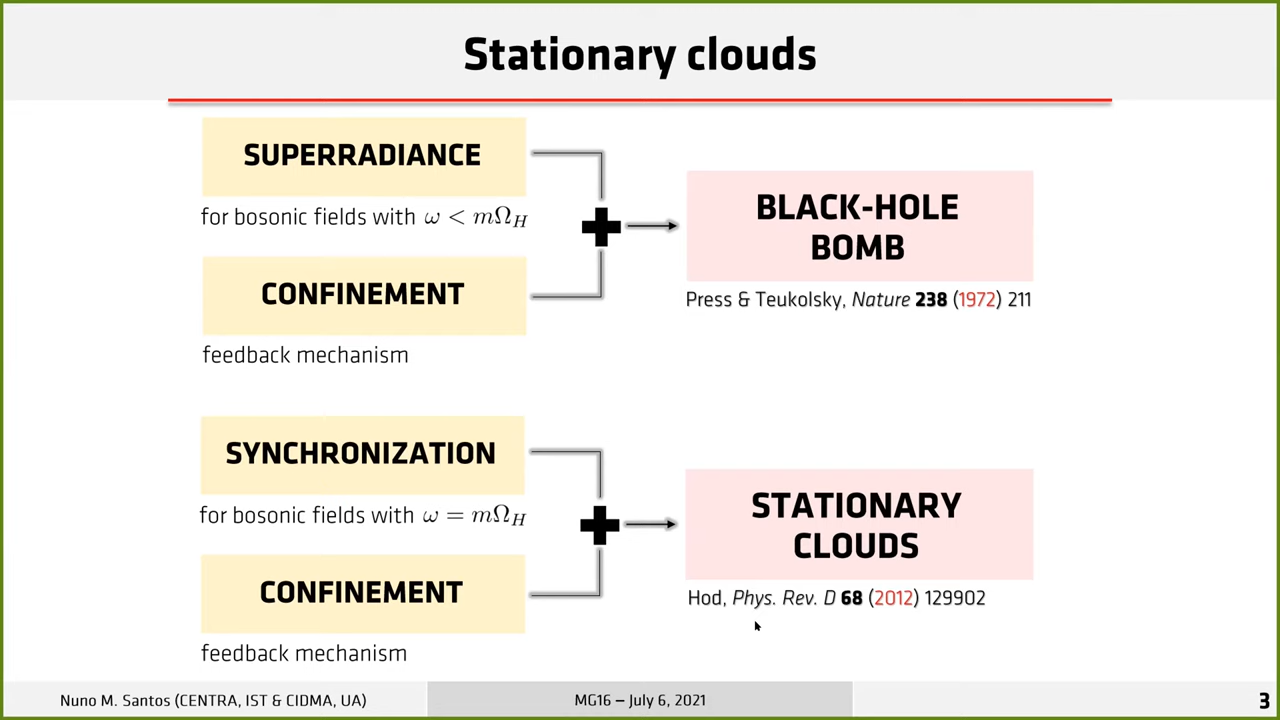 Stationary clouds
SUPERRADIANCE
for bosonic fields with ω < mΩ_H
CONFINEMENT
feedback mechanism
BLACK-HOLE
BOMB
Press & Teukolsky, Nature 238 (1972) 211
SYNCHRONIZATION
for bosonic fields with ω = mΩ_H
CONFINEMENT
feedback mechanism
STATIONARY
CLOUDS
Hod, Phys. Rev. D 68 (2012) 129902
Nuno M. Santos (CENTRA, IST & CIDMA, UA)
MG16 – July 6, 2021
3